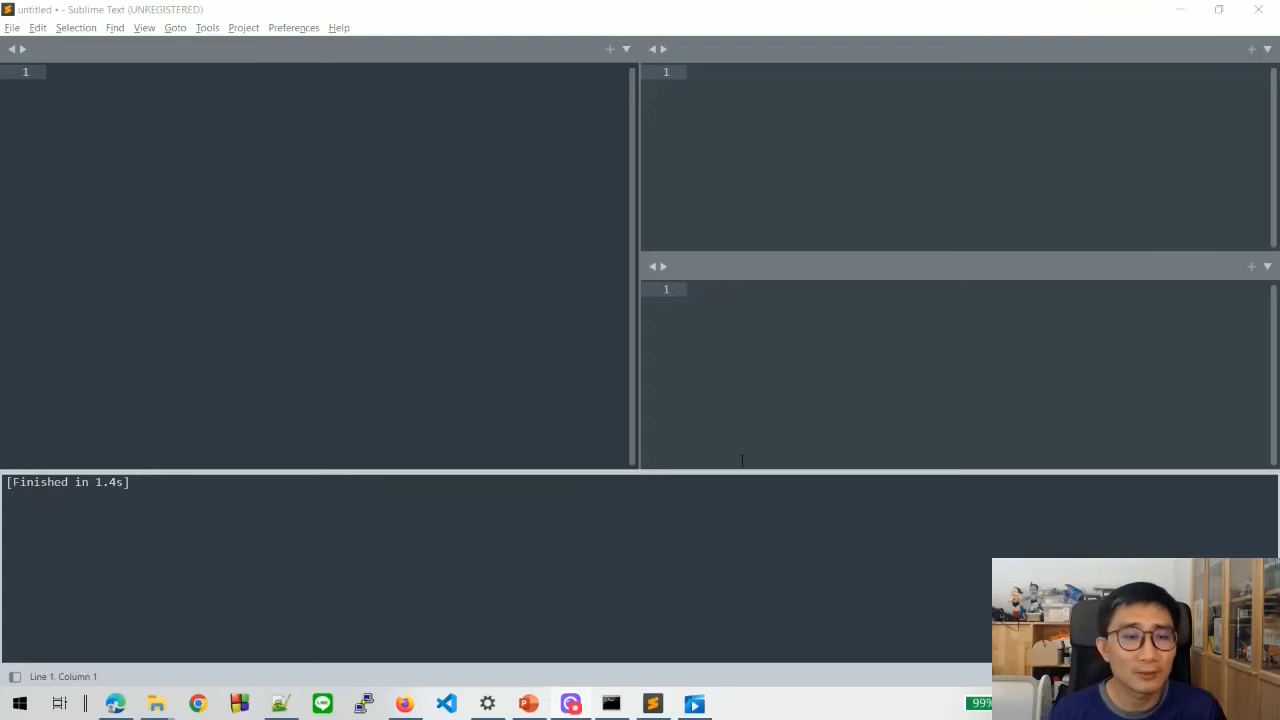 untitled • - Sublime Text (UNREGISTERED)
File Edit Selection Find View Goto Tools Project Preferences Help
1
1
1
[Finished in 1.4s]
Line 1, Column 1
LINE
99%